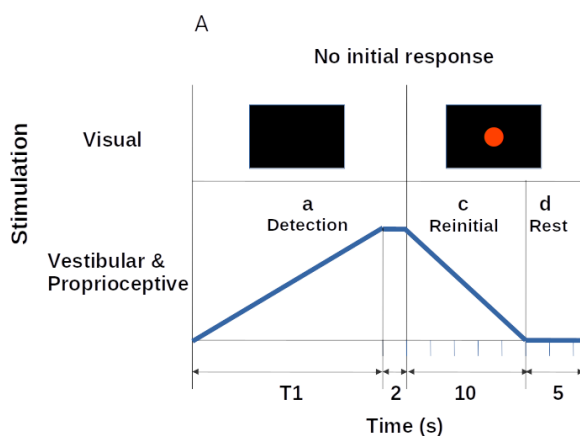 A
No initial response
Stimulation
Visual
a
Detection
c
Reinitial
d
Rest
Vestibular &
Proprioceptive
T1
2
10
5
Time (s)